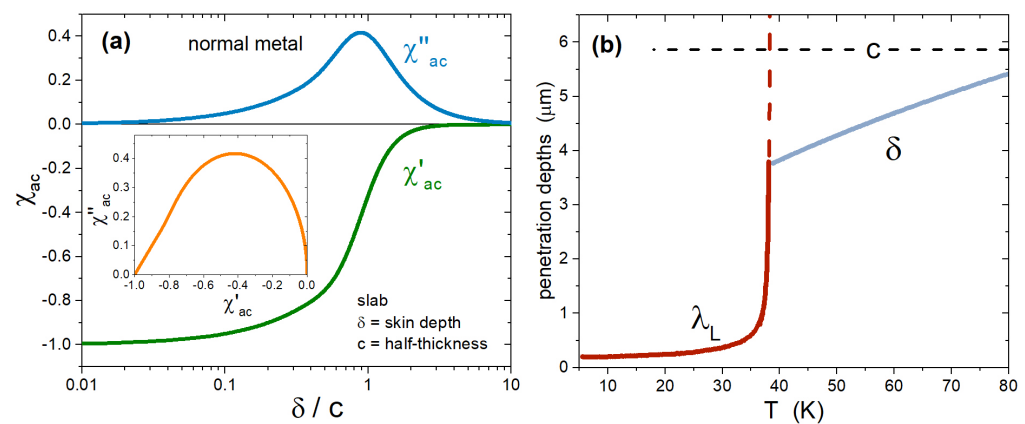 (a)
normal metal
χ''ac
χ'ac
0.4
0.2
0.0
-0.2
-0.4
-0.6
-0.8
-1.0
χac
0.01
0.1
1
10
δ / c
slab
δ = skin depth
c = half-thickness
0.4
0.3
0.2
0.1
0.0
χ''ac
-1.0
-0.8
-0.6
-0.4
-0.2
0.0
χ'ac
(b)
c
δ
λL
6
5
4
3
2
1
0
penetration depths (μm)
10
20
30
40
50
60
70
80
T (K)